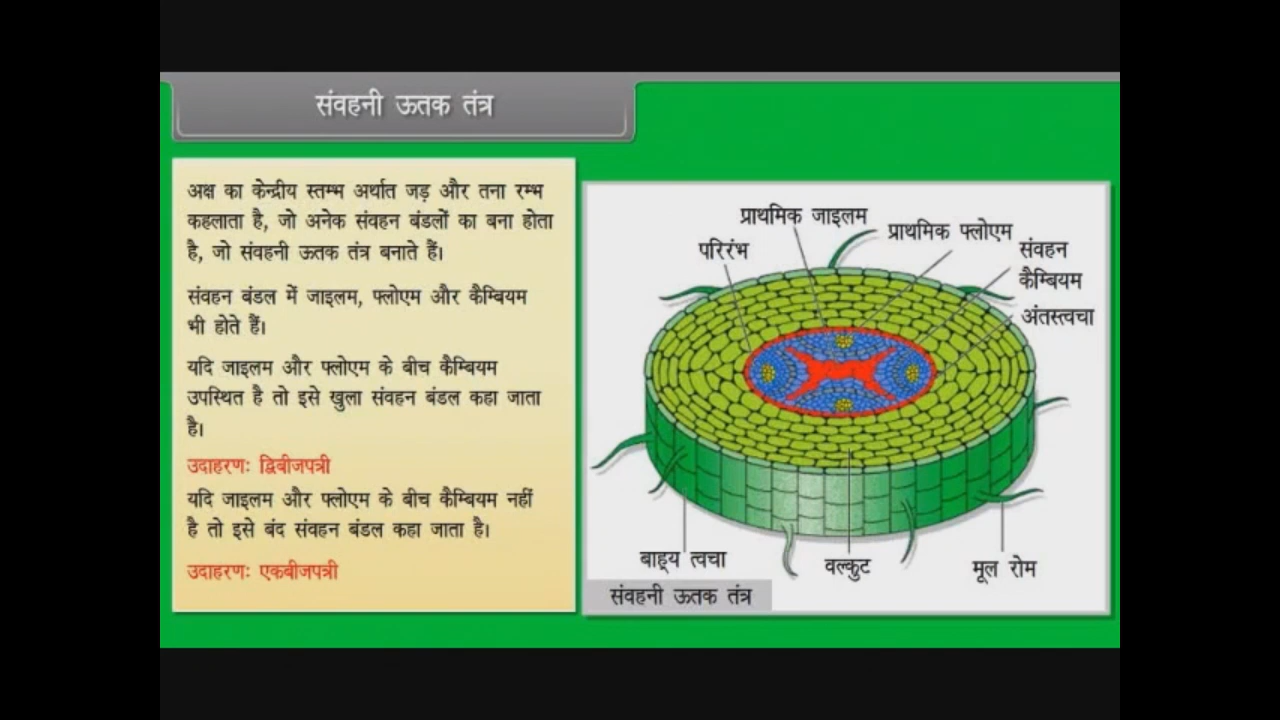 संवहनी ऊतक तंत्र
अक्ष का केन्द्रीय स्तम्भ अर्थात जड़ और तना रम्भ
कहलाता है, जो अनेक संवहन बंडलों का बना होता
है, जो संवहनी ऊतक तंत्र बनाते हैं।
संवहन बंडल में जाइलम, फ्लोएम और कैम्बियम
भी होते हैं।
यदि जाइलम और फ्लोएम के बीच कैम्बियम
उपस्थित है तो इसे खुला संवहन बंडल कहा जाता
है।
उदाहरणः द्विबीजपत्री
यदि जाइलम और फ्लोएम के बीच कैम्बियम नहीं
है तो इसे बंद संवहन बंडल कहा जाता है।
उदाहरणः एकबीजपत्री
प्राथमिक जाइलम
प्राथमिक फ्लोएम
परिरंभ
संवहन
कैम्बियम
अंतस्त्वचा
बाह्य त्वचा
वल्कुट
मूल रोम
संवहनी ऊतक तंत्र